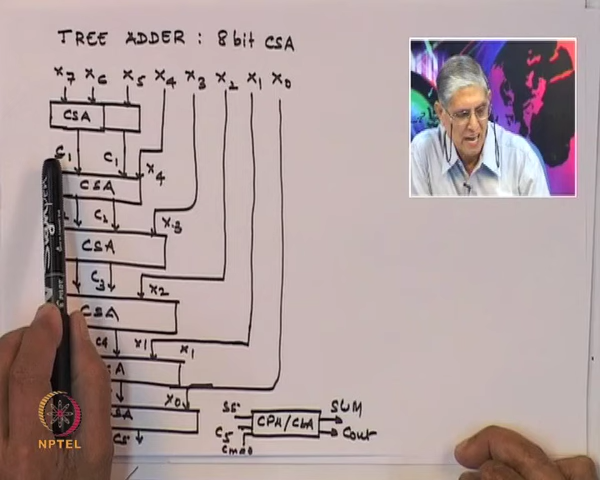 TREE ADDER : 8 bit CSA
X7 X6 X5 X4 X3 X2 X1 X0
CSA
S1 C1 X4
CSA
C2 X3
CSA
C3 X2
CSA
C4 X1 X1
X0
C5
S5 CPA/CLA SUM
C5 Cout
NPTEL